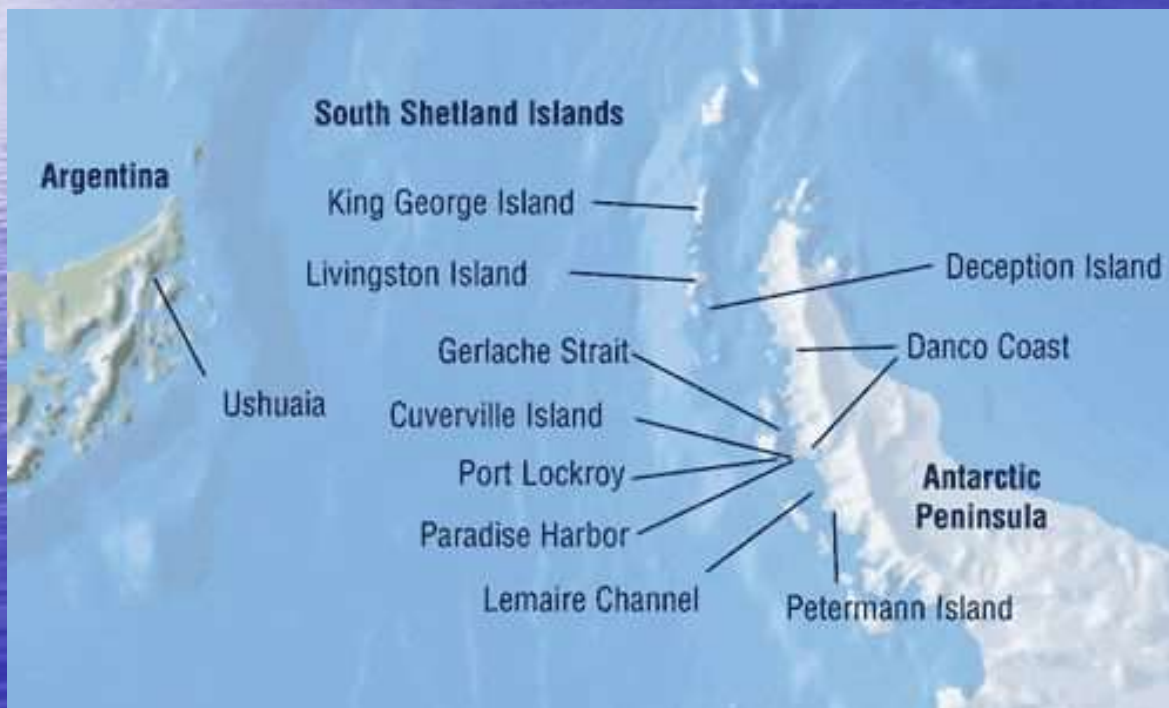 South Shetland Islands
Argentina
King George Island
Livingston Island
Deception Island
Gerlache Strait
Danco Coast
Ushuaia
Cuverville Island
Port Lockroy
Antarctic
Peninsula
Paradise Harbor
Lemaire Channel
Petermann Island